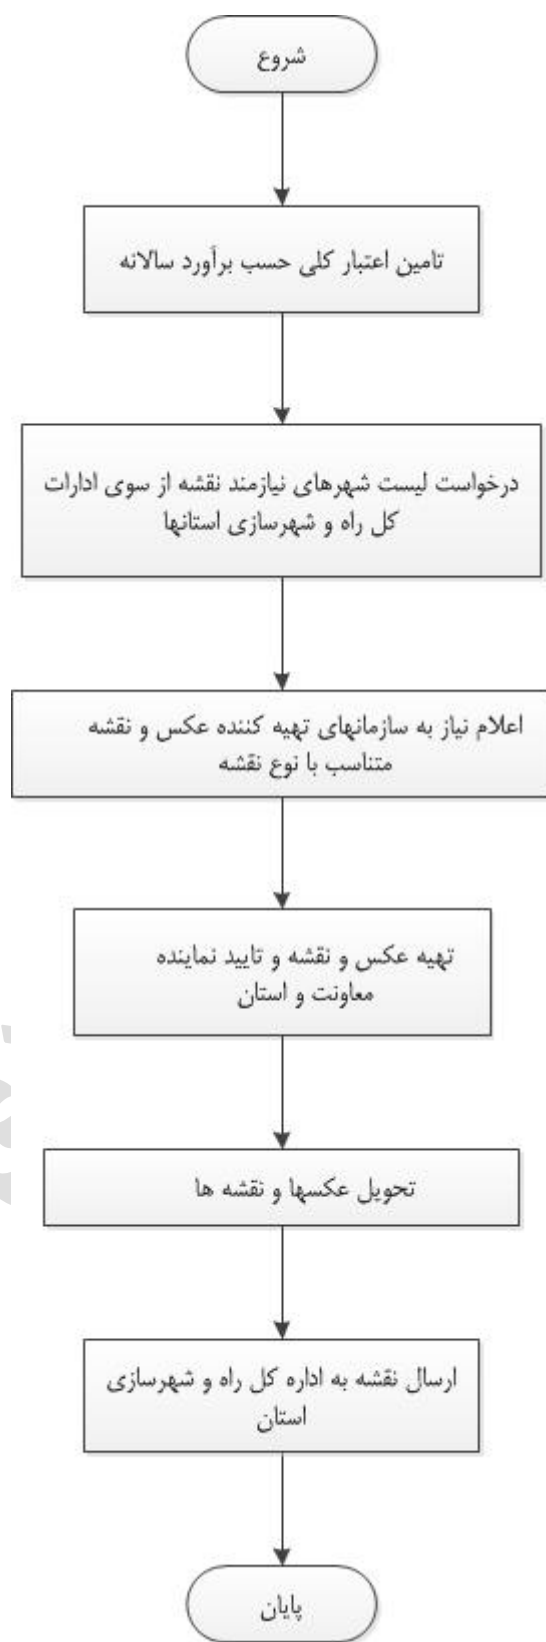 شروع
تامین اعتبار کلی حسب برآورد سالانه
درخواست لیست شهرهای نیازمند نقشه از سوی ادارات
کل راه و شهرسازی استانها
اعلام نیاز به سازمانهای تهیه کننده عکس و نقشه
متناسب با نوع نقشه
تهیه عکس و نقشه و تایید نماینده
معاونت و استان
تحویل عکسها و نقشه ها
ارسال نقشه به اداره کل راه و شهرسازی
استان
پایان